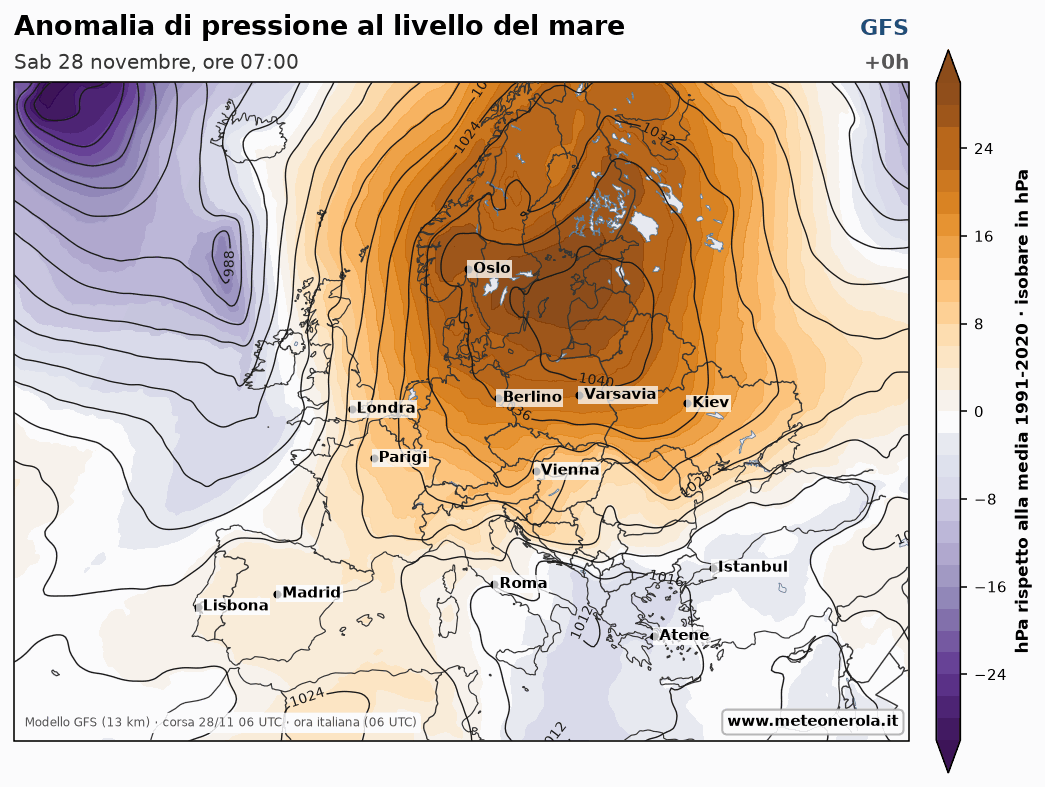 Anomalia di pressione al livello del mare
GFS
Sab 28 novembre, ore 07:00
+0h
1024
1032
988
Oslo
24
16
8
0
−8
−16
−24
hPa rispetto alla media 1991-2020 · isobare in hPa
1040
Berlino
Varsavia
Kiev
Londra
1036
Parigi
Vienna
1028
Istanbul
1016
Roma
Madrid
Lisbona
1012
Atene
1024
Modello GFS (13 km) · corsa 28/11 06 UTC · ora italiana (06 UTC)
www.meteonerola.it